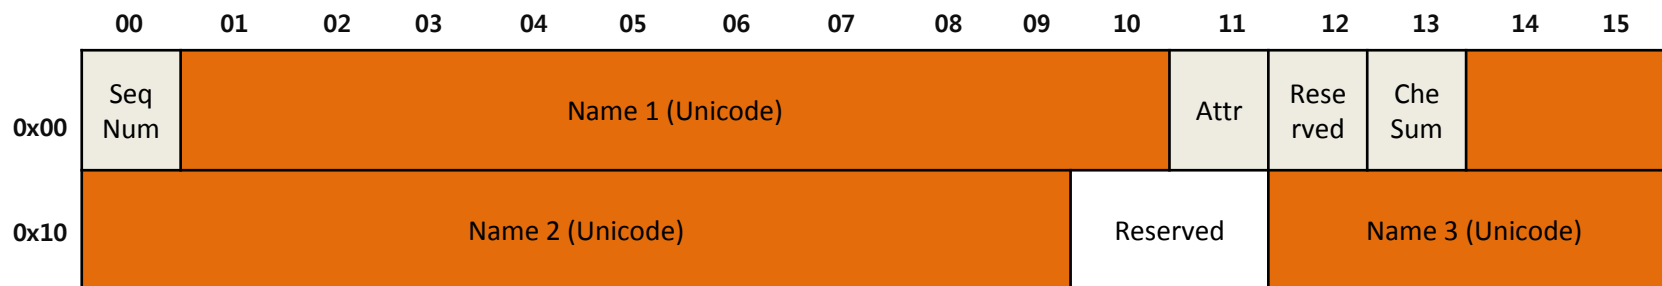 00 01 02 03 04 05 06 07 08 09 10 11 12 13 14 15
0x00
Seq
Num
Name 1 (Unicode)
Attr
Rese
rved
Che
Sum
0x10
Name 2 (Unicode)
Reserved
Name 3 (Unicode)